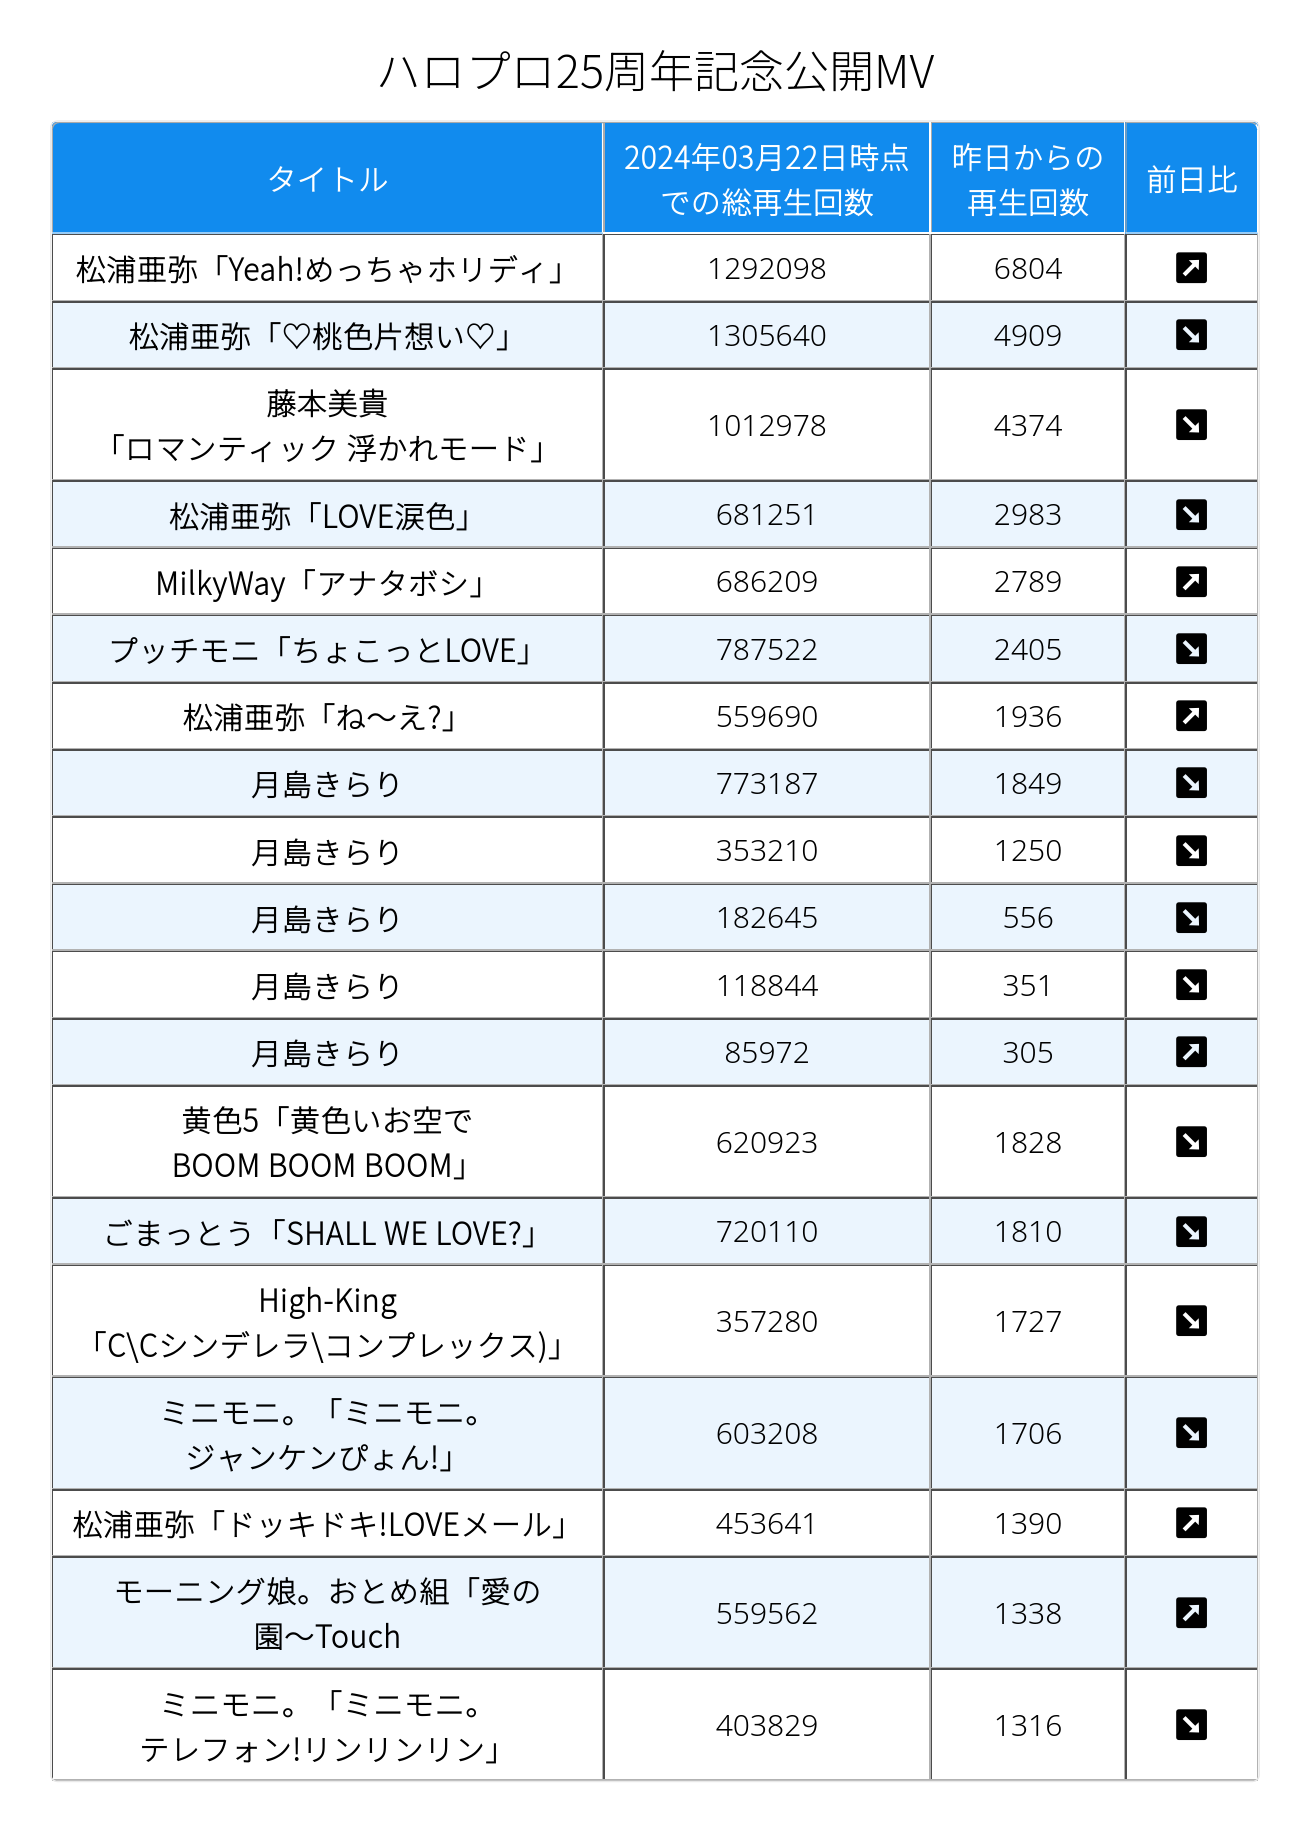 ハロプロ25周年記念公開MV
タイトル
2024年03月22日時点
での総再生回数
昨日からの
再生回数
前日比
松浦亜弥「Yeah!めっちゃホリディ」 1292098 6804 ↗
松浦亜弥「♡桃色片想い♡」 1305640 4909 ↘
藤本美貴
「ロマンティック 浮かれモード」 1012978 4374 ↘
松浦亜弥「LOVE涙色」 681251 2983 ↘
MilkyWay「アナタボシ」 686209 2789 ↗
プッチモニ「ちょこっとLOVE」 787522 2405 ↘
松浦亜弥「ね〜え?」 559690 1936 ↗
月島きらり 773187 1849 ↘
月島きらり 353210 1250 ↘
月島きらり 182645 556 ↘
月島きらり 118844 351 ↘
月島きらり 85972 305 ↗
黄色5「黄色いお空で
BOOM BOOM BOOM」 620923 1828 ↘
ごまっとう「SHALL WE LOVE?」 720110 1810 ↘
High-King
「C\Cシンデレラ\コンプレックス)」 357280 1727 ↘
ミニモニ。「ミニモニ。
ジャンケンぴょん!」 603208 1706 ↘
松浦亜弥「ドッキドキ!LOVEメール」 453641 1390 ↗
モーニング娘。おとめ組「愛の
園〜Touch 559562 1338 ↗
ミニモニ。「ミニモニ。
テレフォン!リンリンリン」 403829 1316 ↘